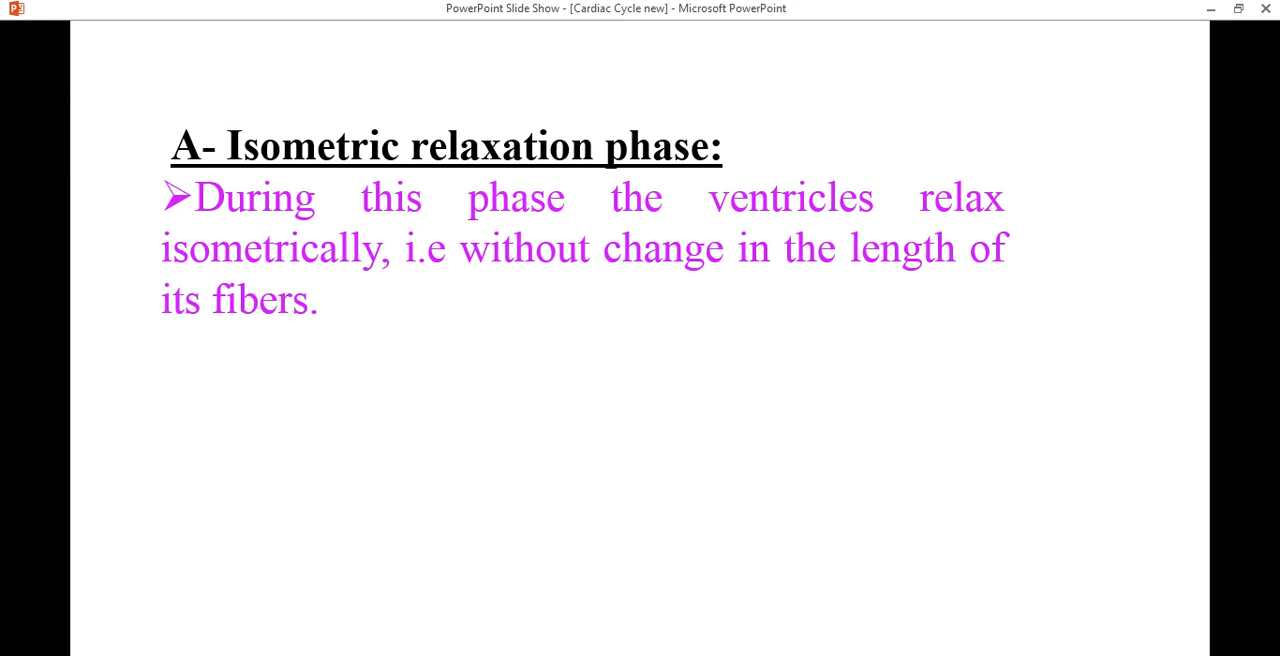 PowerPoint Slide Show - [Cardiac Cycle new] - Microsoft PowerPoint
A- Isometric relaxation phase:
➢During this phase the ventricles relax
isometrically, i.e without change in the length of
its fibers.